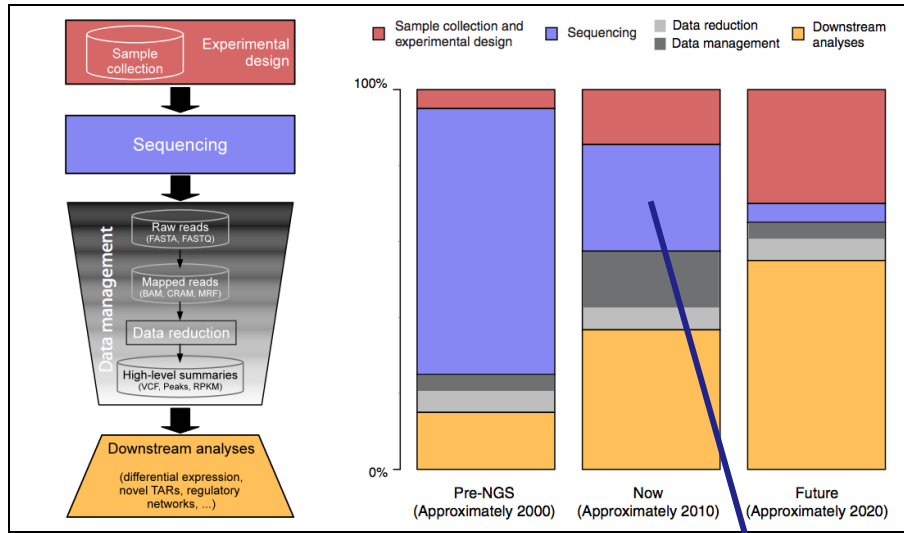 Sample
collection
Experimental
design
Sequencing
Data management
Raw reads
(FASTA, FASTQ)
Mapped reads
(BAM, CRAM, MRF)
Data reduction
High-level summaries
(VCF, Peaks, RPKM)
Downstream analyses
(differential expression,
novel TARs, regulatory
networks, ...)
Sample collection and
experimental design
Sequencing
Data reduction
Data management
Downstream
analyses
100%
0%
Pre-NGS
(Approximately 2000)
Now
(Approximately 2010)
Future
(Approximately 2020)